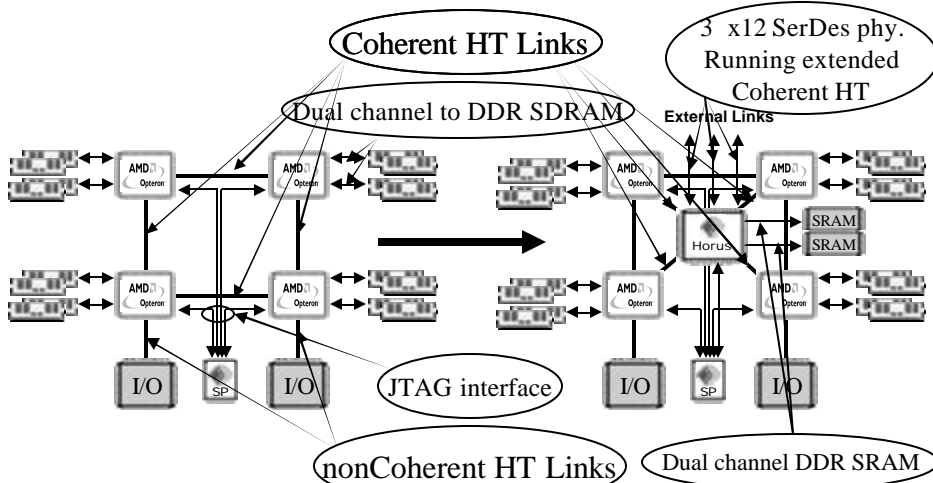 Coherent HT Links
3 x12 SerDes phy.
Running extended
Coherent HT
Dual channel to DDR SDRAM
External Links
AMD
Opteron
AMD
Opteron
AMD
Opteron
AMD
Opteron
SRAM
SRAM
Horus
AMD
Opteron
AMD
Opteron
AMD
Opteron
AMD
Opteron
I/O
SP
I/O
JTAG interface
I/O
SP
I/O
nonCoherent HT Links
Dual channel DDR SRAM